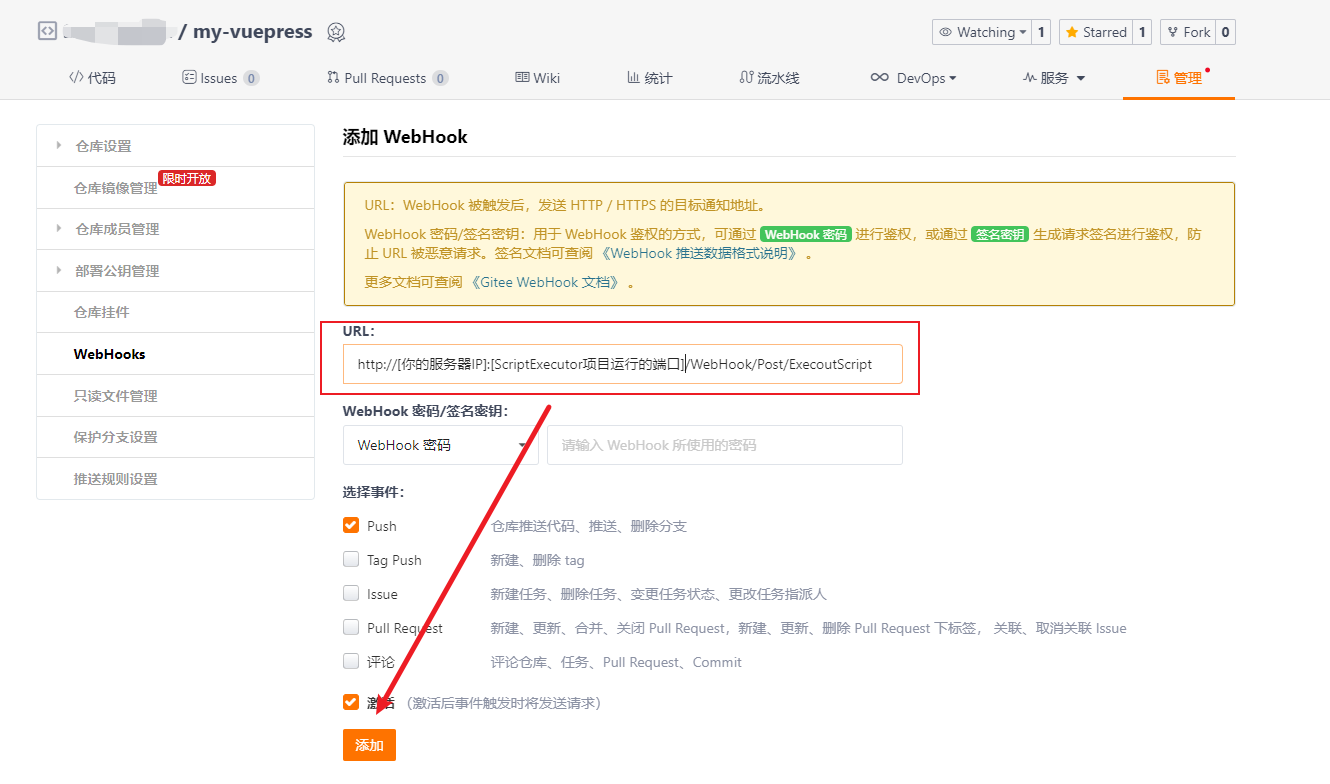 / my-vuepress
Watching 1 Starred 1 Fork 0
代码 Issues 0 Pull Requests 0 Wiki 统计 流水线 DevOps 服务 管理
仓库设置
仓库镜像管理 限时开放
仓库成员管理
部署公钥管理
仓库挂件
WebHooks
只读文件管理
保护分支设置
推送规则设置
添加 WebHook
URL：WebHook 被触发后，发送 HTTP / HTTPS 的目标通知地址。
WebHook 密码/签名密钥：用于 WebHook 鉴权的方式，可通过 WebHook 密码 进行鉴权，或通过 签名密钥 生成请求签名进行鉴权，防
止 URL 被恶意请求。签名文档可查阅 《WebHook 推送数据格式说明》 。
更多文档可查阅 《Gitee WebHook 文档》 。
URL：
http://[你的服务器IP]:[ScriptExecutor项目运行的端口]/WebHook/Post/ExecoutScript
WebHook 密码/签名密钥：
WebHook 密码 请输入 WebHook 所使用的密码
选择事件：
Push 仓库推送代码、推送、删除分支
Tag Push 新建、删除 tag
Issue 新建任务、删除任务、变更任务状态、更改任务指派人
Pull Request 新建、更新、合并、关闭 Pull Request，新建、更新、删除 Pull Request 下标签， 关联、取消关联 Issue
评论 评论仓库、任务、Pull Request、Commit
激活 （激活后事件触发时将发送请求）
添加